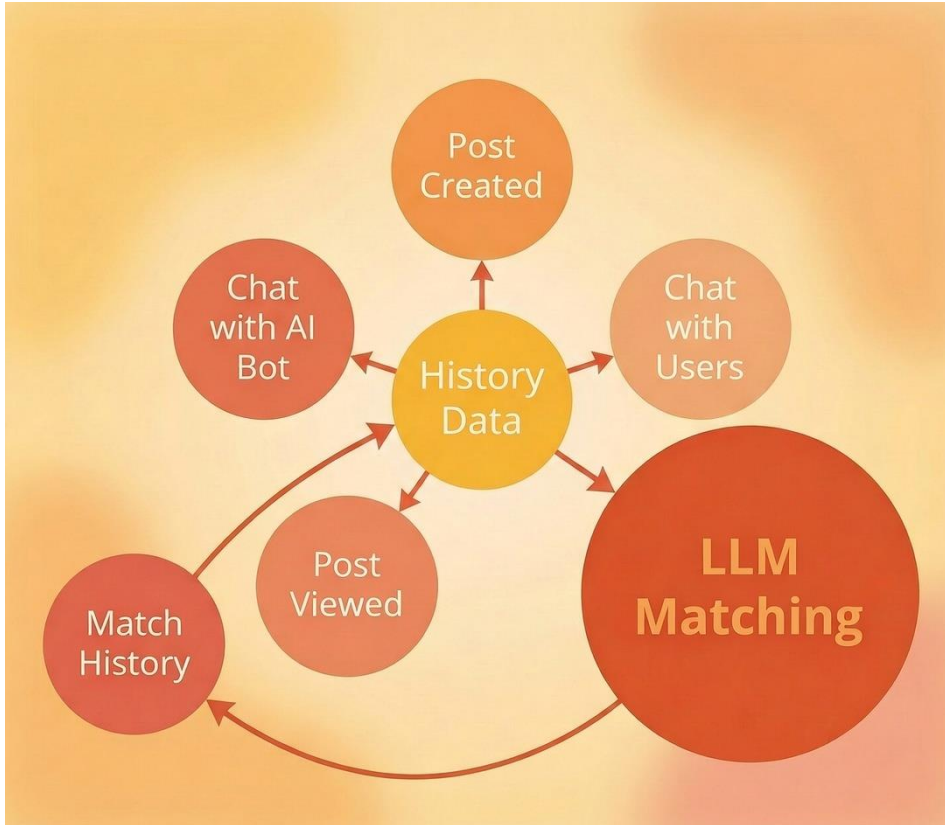 Post
Created
Chat
with AI
Bot
Chat
with
Users
History
Data
Post
Viewed
LLM
Matching
Match
History